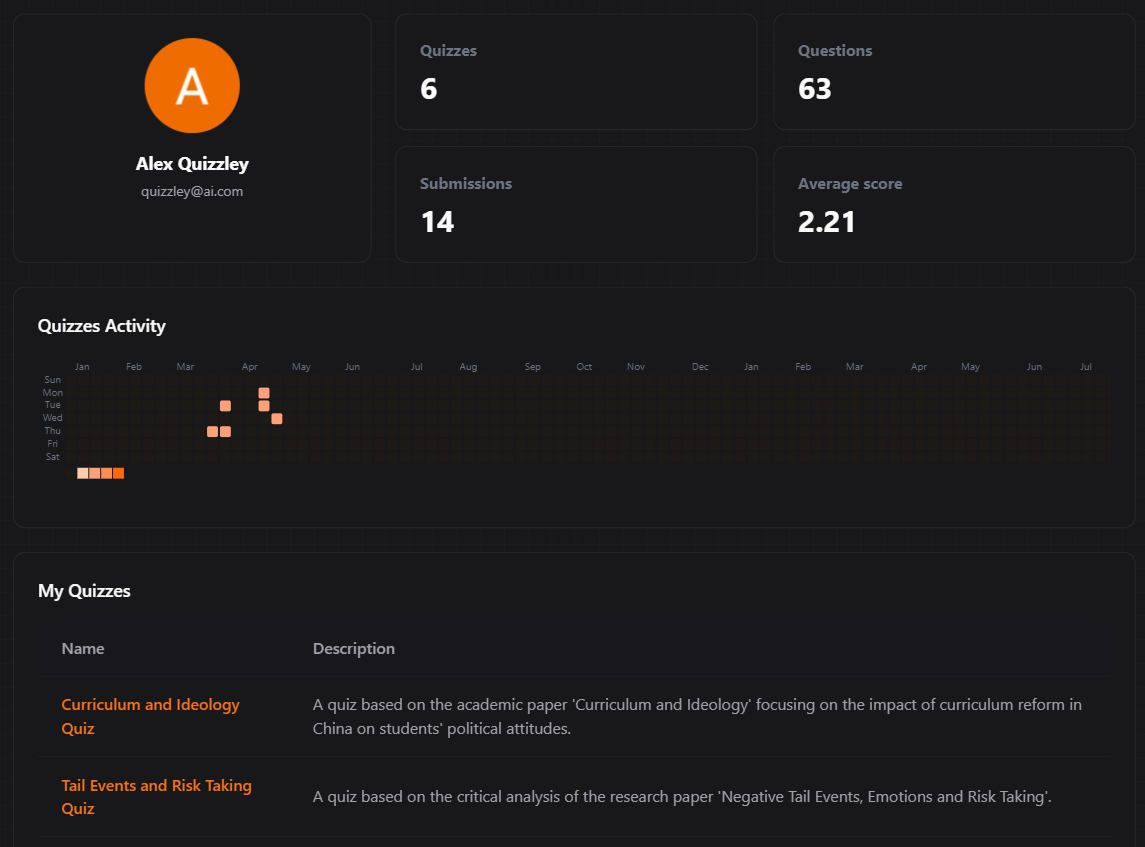 A
Alex Quizzley
quizzley@ai.com
Quizzes
6
Questions
63
Submissions
14
Average score
2.21
Quizzes Activity
Jan Feb Mar Apr May Jun Jul Aug Sep Oct Nov Dec Jan Feb Mar Apr May Jun Jul
Sun
Mon
Tue
Wed
Thu
Fri
Sat
My Quizzes
Name Description
Curriculum and Ideology
Quiz
A quiz based on the academic paper 'Curriculum and Ideology' focusing on the impact of curriculum reform in
China on students' political attitudes.
Tail Events and Risk Taking
Quiz
A quiz based on the critical analysis of the research paper 'Negative Tail Events, Emotions and Risk Taking'.